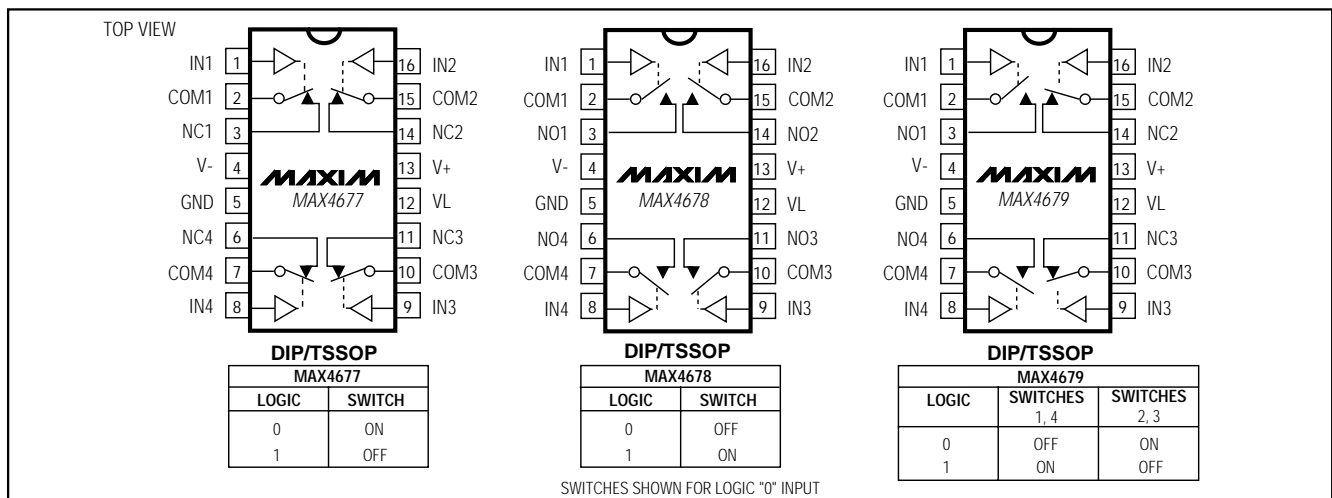 TOP VIEW
IN1 1 16 IN2
COM1 2 15 COM2
NC1 3 14 NC2
V- 4 13 V+
GND 5 12 VL
NC4 6 11 NC3
COM4 7 10 COM3
IN4 8 9 IN3
MAXIM
MAX4677
DIP/TSSOP
MAX4677
LOGIC SWITCH
0 ON
1 OFF
IN1 1 16 IN2
COM1 2 15 COM2
NO1 3 14 NO2
V- 4 13 V+
GND 5 12 VL
NO4 6 11 NO3
COM4 7 10 COM3
IN4 8 9 IN3
MAXIM
MAX4678
DIP/TSSOP
MAX4678
LOGIC SWITCH
0 OFF
1 ON
IN1 1 16 IN2
COM1 2 15 COM2
NO1 3 14 NC2
V- 4 13 V+
GND 5 12 VL
NO4 6 11 NC3
COM4 7 10 COM3
IN4 8 9 IN3
MAXIM
MAX4679
DIP/TSSOP
MAX4679
LOGIC SWITCHES 1, 4 SWITCHES 2, 3
0 OFF ON
1 ON OFF
SWITCHES SHOWN FOR LOGIC "0" INPUT